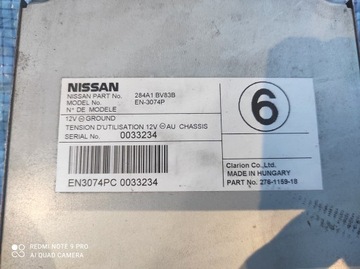 NISSAN
NISSAN PART No. 284A1 BV83B
MODEL No. EN-3074P
N° DE MODELE
12V ⊖ GROUND
TENSION D'UTILISATION 12V ⊖ AU CHASSIS
SERIAL No. 0033234
6
EN3074PC 0033234
Clarion Co.,Ltd.
MADE IN HUNGARY
PART NO. 276-1159-18
REDMI NOTE 9 PRO
AI QUAD CAMERA